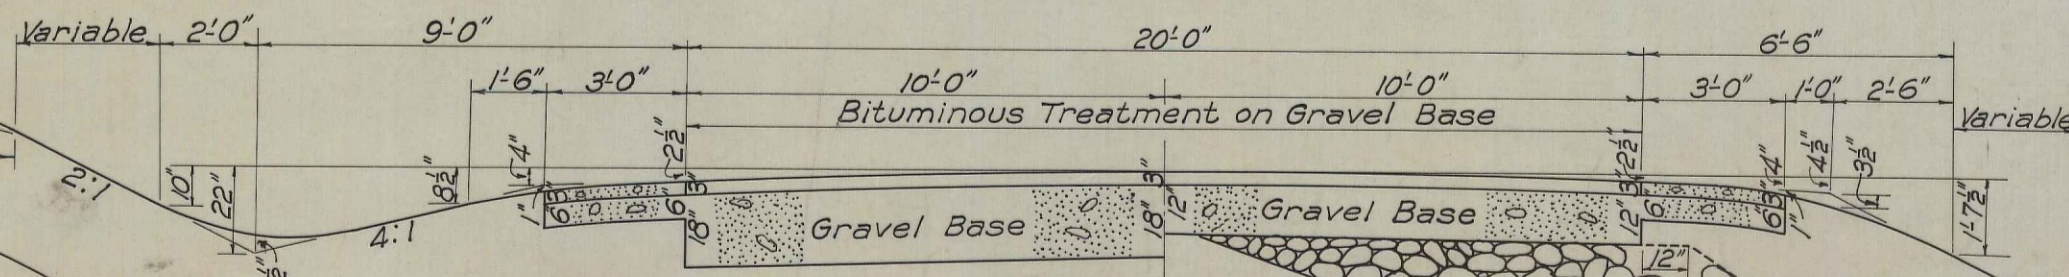 Variable 2'-0" 9'-0" 20'-0" 6'-6"
1'-6" 3'-0" 10'-0" 10'-0" 3'-0" 1'-0" 2'-6"
Bituminous Treatment on Gravel Base
Variable
2:1 10" 22" 8½" 4" 2½" 2½" 4" 4½" 3½"
1" 6" 3" 6" 3" 3" 3" 6" 6" 3" 1" 1'-7½"
4:1 18" Gravel Base 18" 12" Gravel Base 12"
12"